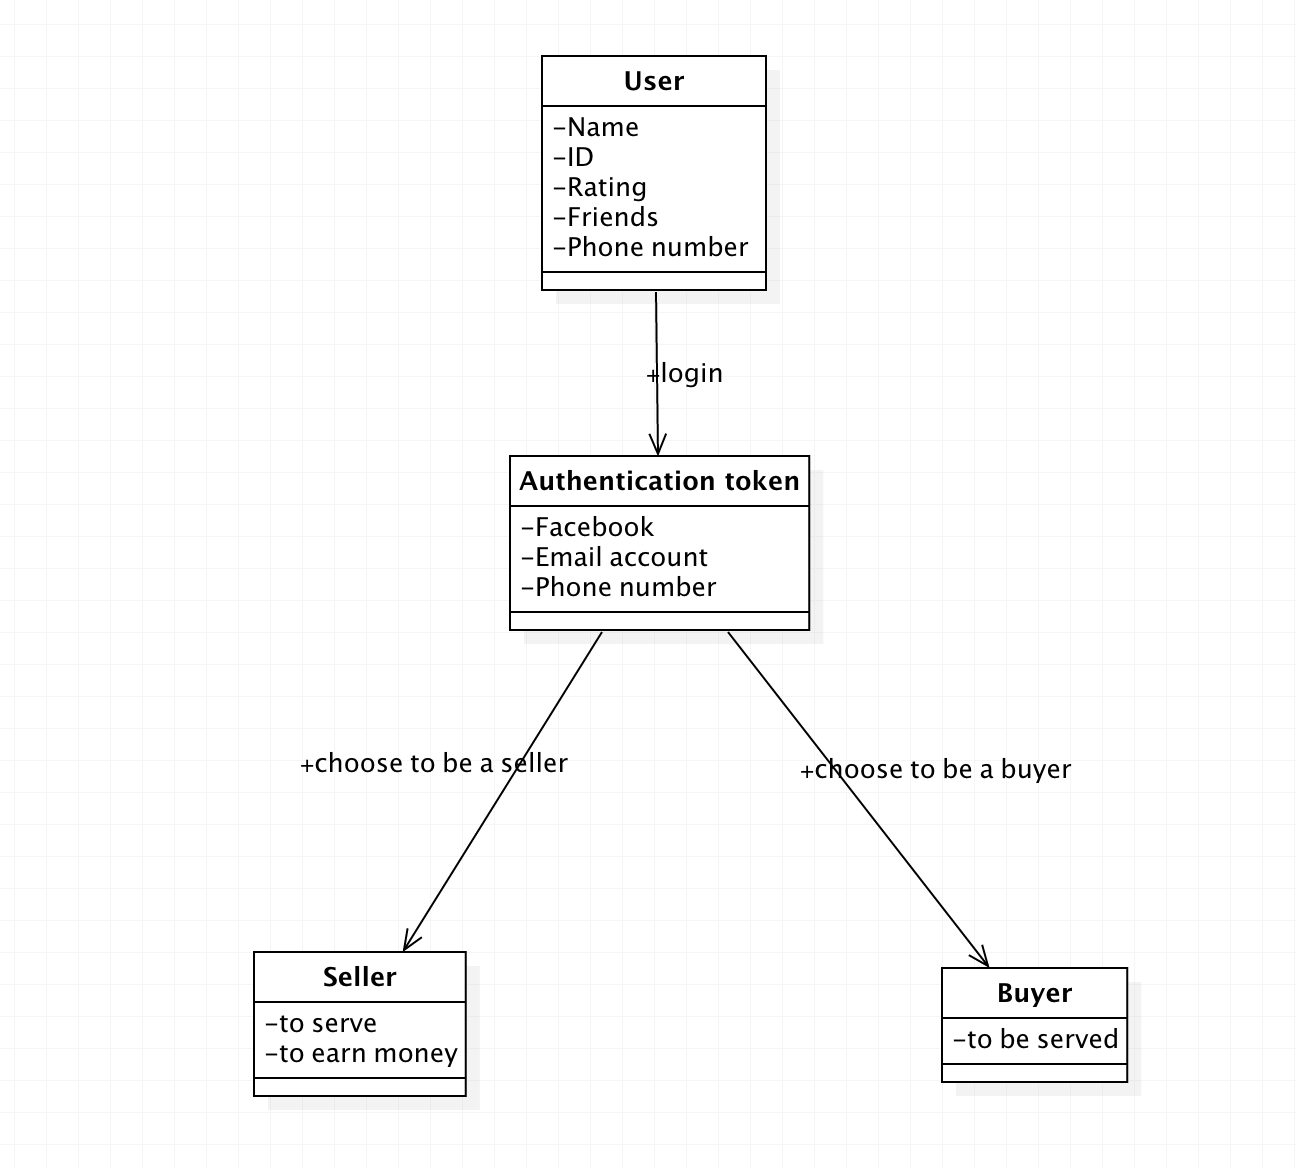 User
-Name
-ID
-Rating
-Friends
-Phone number
+login
Authentication token
-Facebook
-Email account
-Phone number
+choose to be a seller
+choose to be a buyer
Seller
-to serve
-to earn money
Buyer
-to be served